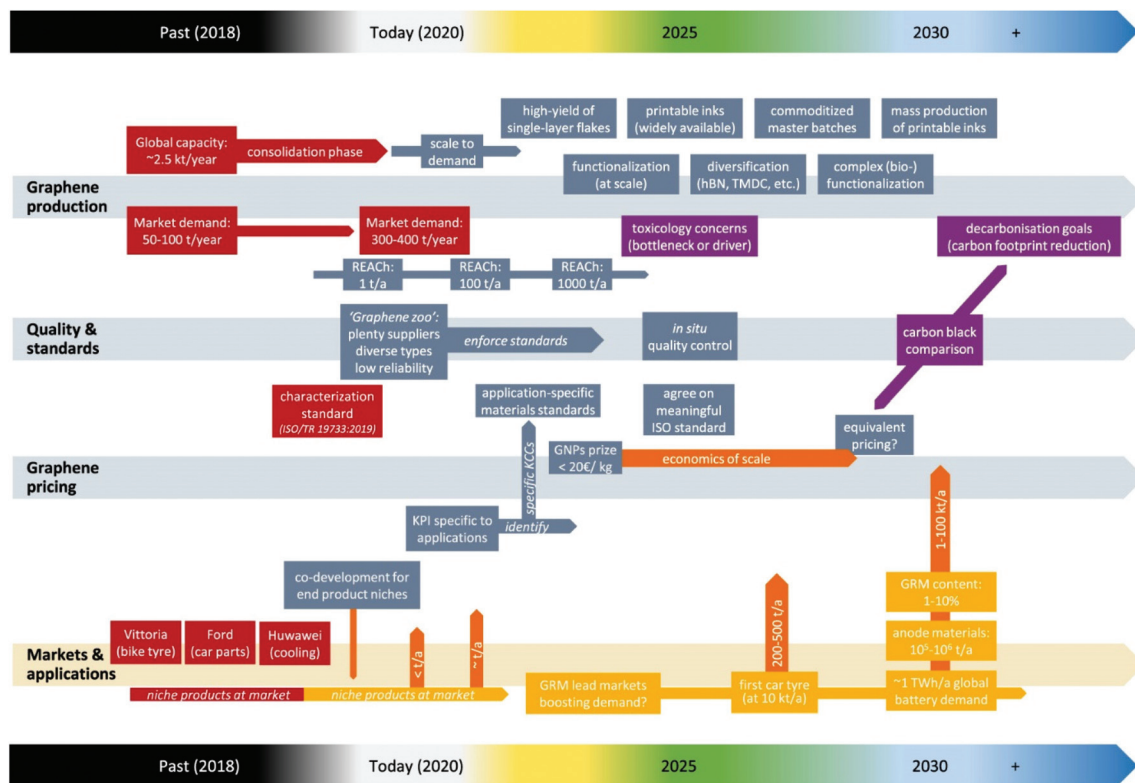 Past (2018)
Today (2020)
2025
2030
+
high-yield of
single-layer flakes
printable inks
(widely available)
commoditized
master batches
mass production
of printable inks
Global capacity:
~2.5 kt/year
consolidation phase
scale to
demand
functionalization
(at scale)
diversification
(hBN, TMDC, etc.)
complex (bio-)
functionalization
Graphene
production
Market demand:
50-100 t/year
Market demand:
300-400 t/year
toxicology concerns
(bottleneck or driver)
decarbonisation goals
(carbon footprint reduction)
REACh:
1 t/a
REACh:
100 t/a
REACh:
1000 t/a
Quality &
standards
'Graphene zoo':
plenty suppliers
diverse types
low reliability
enforce standards
in situ
quality control
carbon black
comparison
characterization
standard
(ISO/TR 19733:2019)
application-specific
materials standards
agree on
meaningful
ISO standard
equivalent
pricing?
Graphene
pricing
GNPs prize
< 20€/ kg
economics of scale
specific KCCs
KPI specific to
applications
identify
1-100 kt/a
co-development for
end product niches
GRM content:
1-10%
Vittoria
(bike tyre)
Ford
(car parts)
Huwawei
(cooling)
< t/a
~ t/a
200-500 t/a
anode materials:
10⁵-10⁶ t/a
Markets &
applications
niche products at market
niche products at market
GRM lead markets
boosting demand?
first car tyre
(at 10 kt/a)
~1 TWh/a global
battery demand
Past (2018)
Today (2020)
2025
2030
+